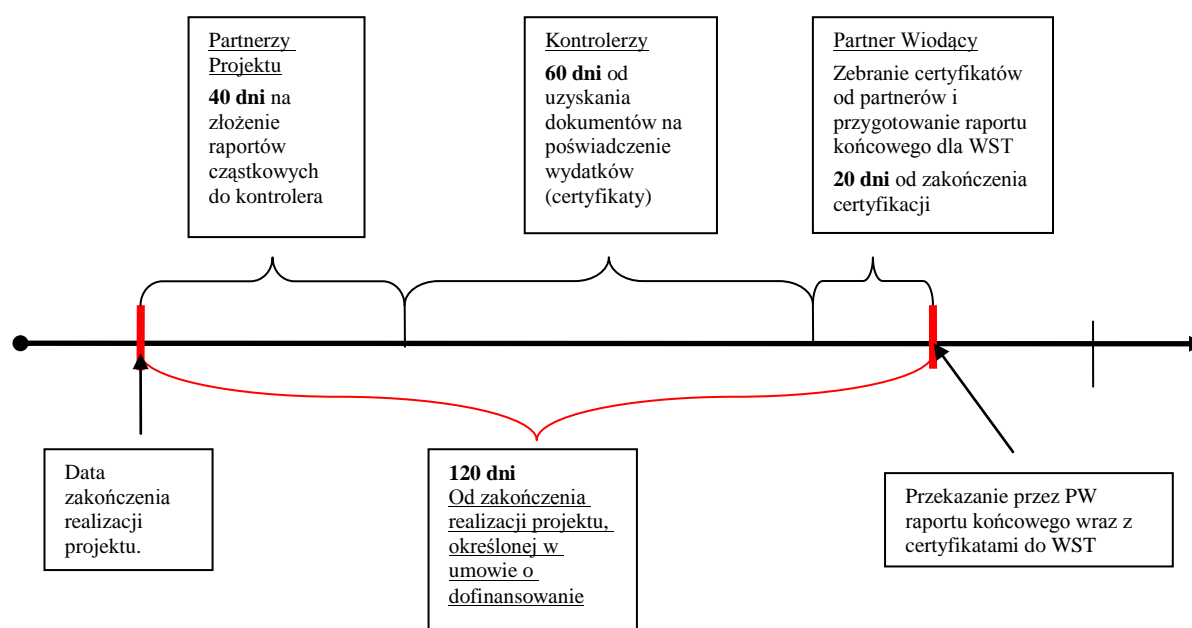 Partnerzy
Projektu
40 dni na
złożenie
raportów
cząstkowych
do kontrolera
Kontrolerzy
60 dni od
uzyskania
dokumentów na
poświadczenie
wydatków
(certyfikaty)
Partner Wiodący
Zebranie certyfikatów
od partnerów i
przygotowanie raportu
końcowego dla WST
20 dni od zakończenia
certyfikacji
Data
zakończenia
realizacji
projektu.
120 dni
Od zakończenia
realizacji projektu,
określonej w
umowie o
dofinansowanie
Przekazanie przez PW
raportu końcowego wraz z
certyfikatami do WST